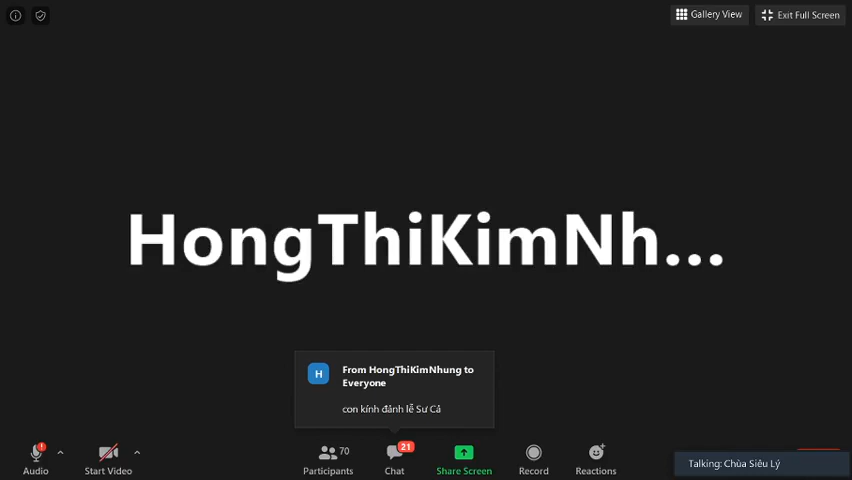 Gallery View
Exit Full Screen
HongThiKimNh...
H
From HongThiKimNhung to
Everyone
con kính đảnh lễ Sư Cả
Audio
Start Video
70
Participants
21
Chat
Share Screen
Record
Reactions
Talking: Chùa Siêu Lý